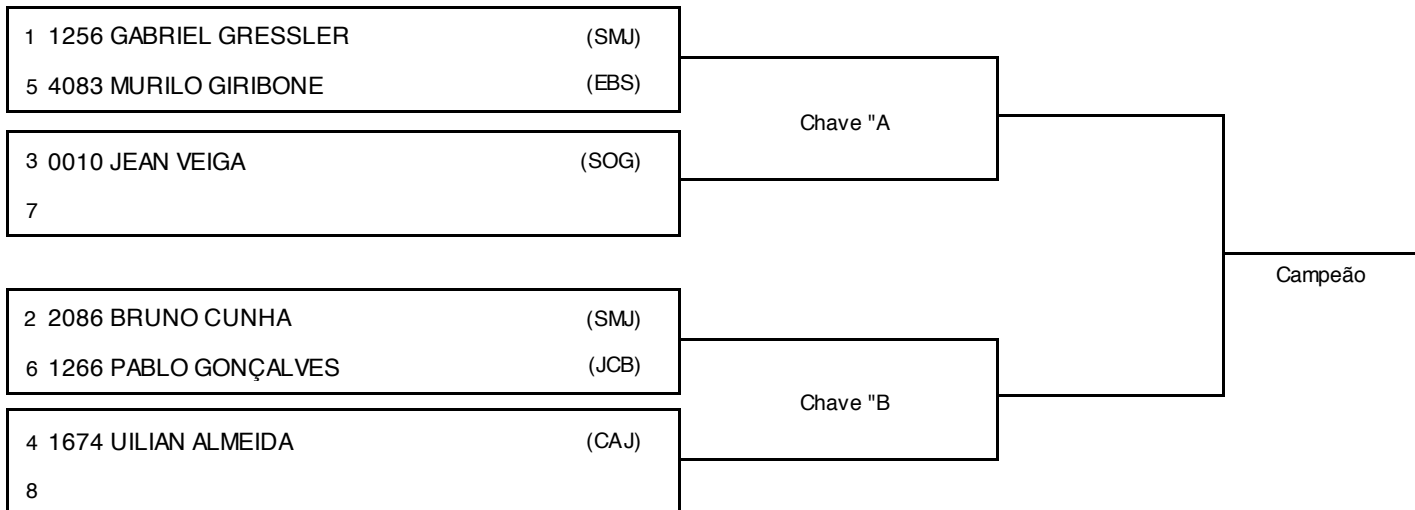 1 1256 GABRIEL GRESSLER (SMJ)
5 4083 MURILO GIRIBONE (EBS)
Chave "A
3 0010 JEAN VEIGA (SOG)
7
Campeão
2 2086 BRUNO CUNHA (SMJ)
6 1266 PABLO GONÇALVES (JCB)
Chave "B
4 1674 UILIAN ALMEIDA (CAJ)
8